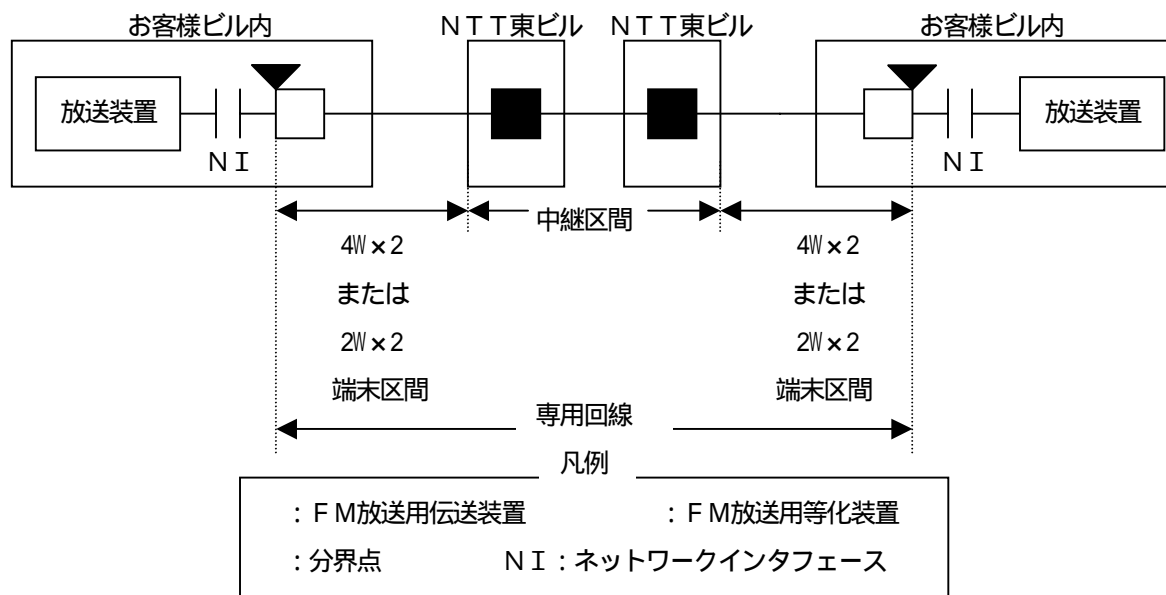 お客様ビル内 NTT東ビル NTT東ビル お客様ビル内
放送装置 放送装置
NI NI
中継区間
4W×2 4W×2
または または
2W×2 2W×2
端末区間 端末区間
専用回線
凡例
：FM放送用伝送装置 ：FM放送用等化装置
：分界点 NI：ネットワークインタフェース